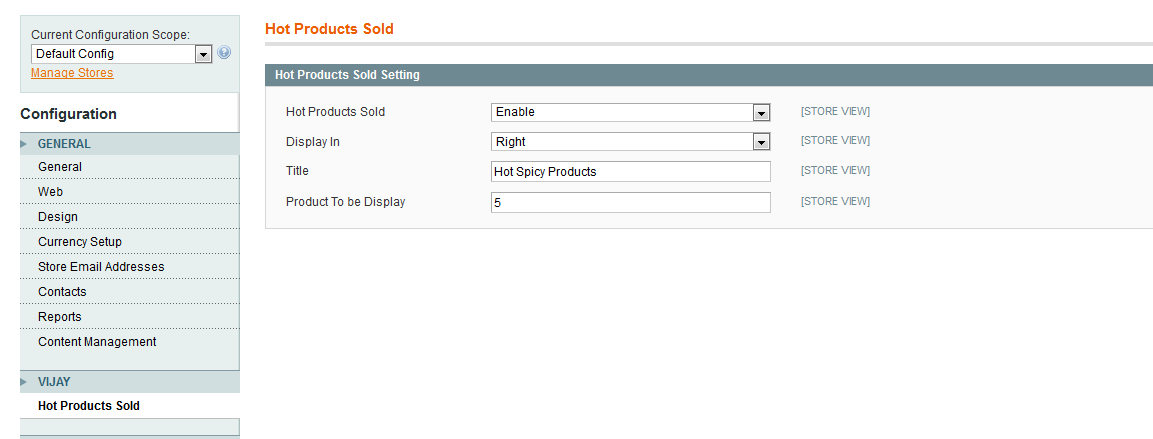 Current Configuration Scope:
Default Config
Manage Stores
Configuration
GENERAL
General
Web
Design
Currency Setup
Store Email Addresses
Contacts
Reports
Content Management
VIJAY
Hot Products Sold
Hot Products Sold
Hot Products Sold Setting
Hot Products Sold Enable [STORE VIEW]
Display In Right [STORE VIEW]
Title Hot Spicy Products [STORE VIEW]
Product To be Display 5 [STORE VIEW]